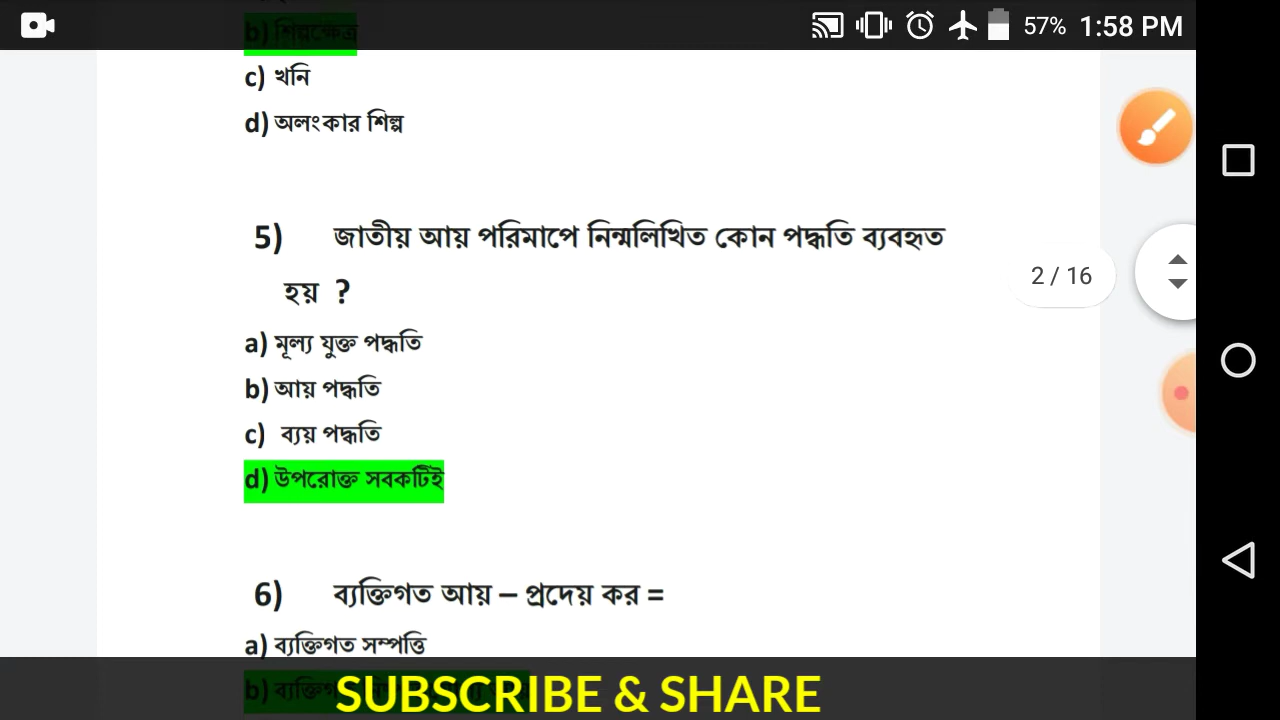 57% 1:58 PM
b) শিল্পক্ষেত্র
c) খনি
d) অলংকার শিল্প
5) জাতীয় আয় পরিমাপে নিন্মলিখিত কোন পদ্ধতি ব্যবহৃত
হয় ?
2 / 16
a) মূল্য যুক্ত পদ্ধতি
b) আয় পদ্ধতি
c) ব্যয় পদ্ধতি
d) উপরোক্ত সবকটিই
6) ব্যক্তিগত আয় – প্রদেয় কর =
a) ব্যক্তিগত সম্পত্তি
b)
SUBSCRIBE & SHARE